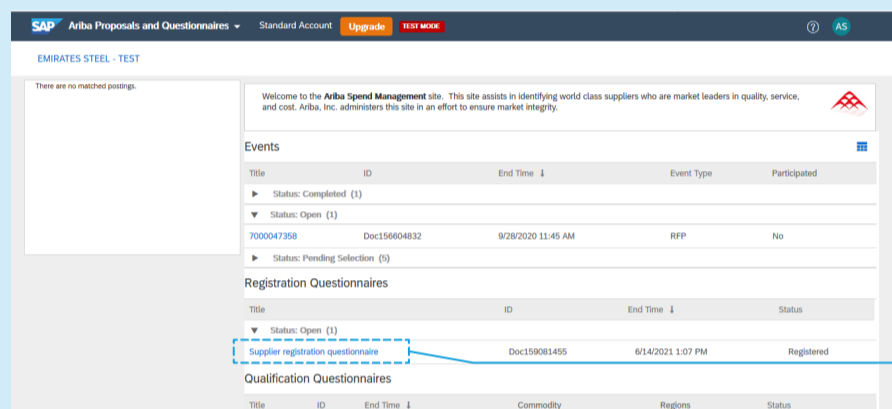 SAP Ariba Proposals and Questionnaires Standard Account Upgrade TEST MODE AS
EMIRATES STEEL - TEST
There are no matched postings.
Welcome to the Ariba Spend Management site. This site assists in identifying world class suppliers who are market leaders in quality, service,
and cost. Ariba, Inc. administers this site in an effort to ensure market integrity.
Events
Title ID End Time ↓ Event Type Participated
► Status: Completed (1)
▼ Status: Open (1)
7000047358 Doc156604832 9/28/2020 11:45 AM RFP No
► Status: Pending Selection (5)
Registration Questionnaires
Title ID End Time ↓ Status
▼ Status: Open (1)
Supplier registration questionnaire Doc159081455 6/14/2021 1:07 PM Registered
Qualification Questionnaires
Title ID End Time ↓ Commodity Regions Status